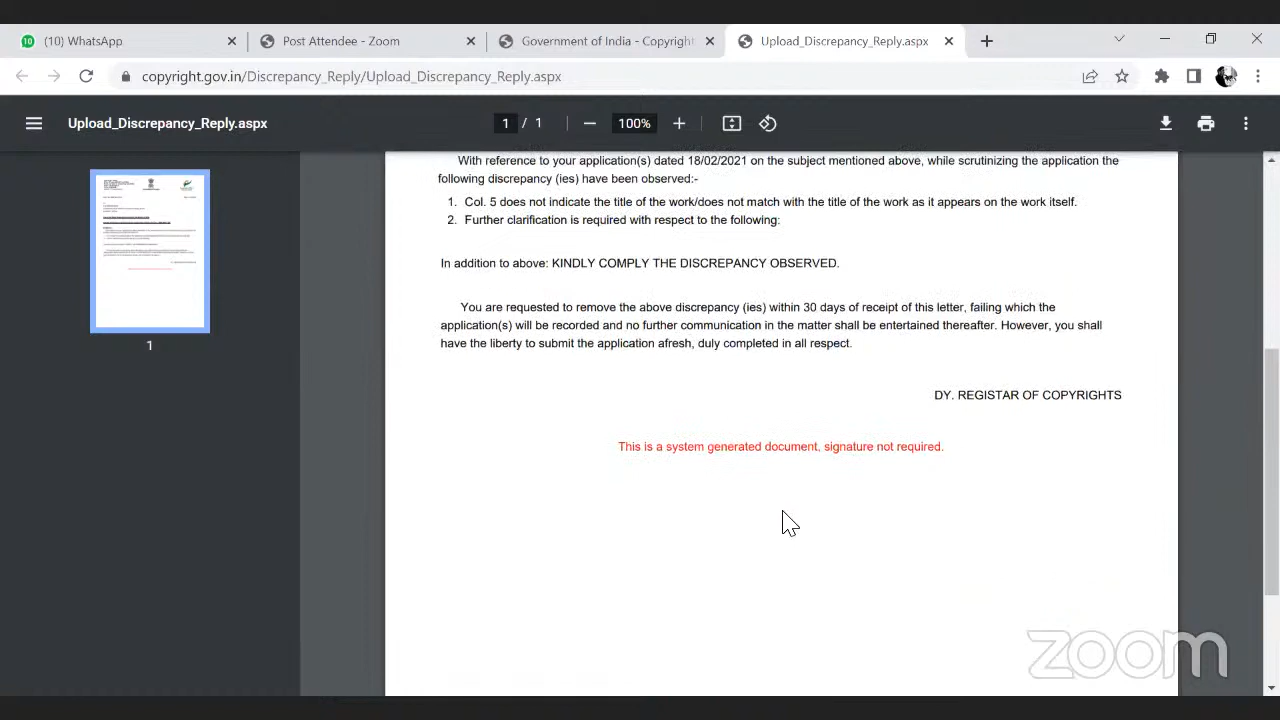 (10) WhatsApp
Post Attendee - Zoom
Government of India - Copyright
Upload_Discrepancy_Reply.aspx
copyright.gov.in/Discrepancy_Reply/Upload_Discrepancy_Reply.aspx
Upload_Discrepancy_Reply.aspx
1 / 1
100%
With reference to your application(s) dated 18/02/2021 on the subject mentioned above, while scrutinizing the application the
following discrepancy (ies) have been observed:-
1. Col. 5 does not indicate the title of the work/does not match with the title of the work as it appears on the work itself.
2. Further clarification is required with respect to the following:
In addition to above: KINDLY COMPLY THE DISCREPANCY OBSERVED.
You are requested to remove the above discrepancy (ies) within 30 days of receipt of this letter, failing which the
application(s) will be recorded and no further communication in the matter shall be entertained thereafter. However, you shall
have the liberty to submit the application afresh, duly completed in all respect.
DY. REGISTAR OF COPYRIGHTS
This is a system generated document, signature not required.
1
zoom